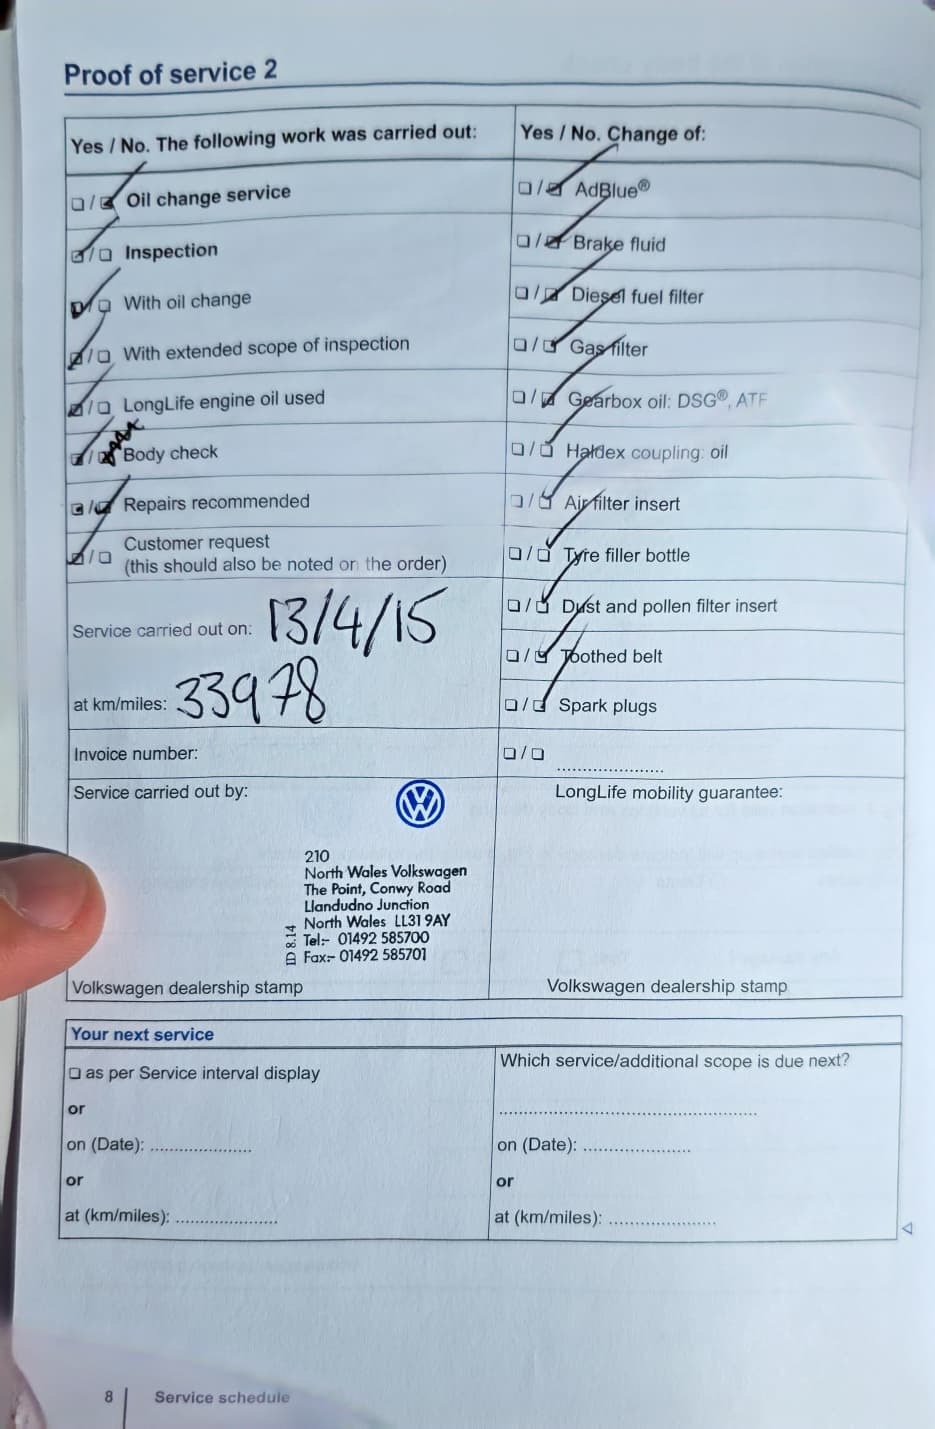 Proof of service 2
Yes / No. The following work was carried out:
☐ / ☑ Oil change service
☑ / ☐ Inspection
☑ / ☐ With oil change
☑ / ☐ With extended scope of inspection
☑ / ☐ LongLife engine oil used
☑ / ☐ Body check
☐ / ☑ Repairs recommended
☑ / ☐ Customer request
(this should also be noted on the order)
Service carried out on: 13/4/15
at km/miles: 33978
Invoice number:
Service carried out by:
210
North Wales Volkswagen
The Point, Conwy Road
Llandudno Junction
North Wales LL31 9AY
Tel:- 01492 585700
Fax:- 01492 585701
ID 8.14
Volkswagen dealership stamp
Yes / No. Change of:
☐ / ☑ AdBlue®
☐ / ☑ Brake fluid
☐ / ☑ Diesel fuel filter
☐ / ☑ Gas filter
☐ / ☑ Gearbox oil: DSG®, ATF
☐ / ☑ Haldex coupling: oil
☐ / ☑ Air filter insert
☐ / ☑ Tyre filler bottle
☐ / ☑ Dust and pollen filter insert
☐ / ☑ Toothed belt
☐ / ☑ Spark plugs
☐ / ☐ ....................
LongLife mobility guarantee:
Volkswagen dealership stamp
Your next service
☐ as per Service interval display
or
on (Date): ....................
or
at (km/miles): ....................
Which service/additional scope is due next?
..................................................
on (Date): ....................
or
at (km/miles): ....................
8 Service schedule